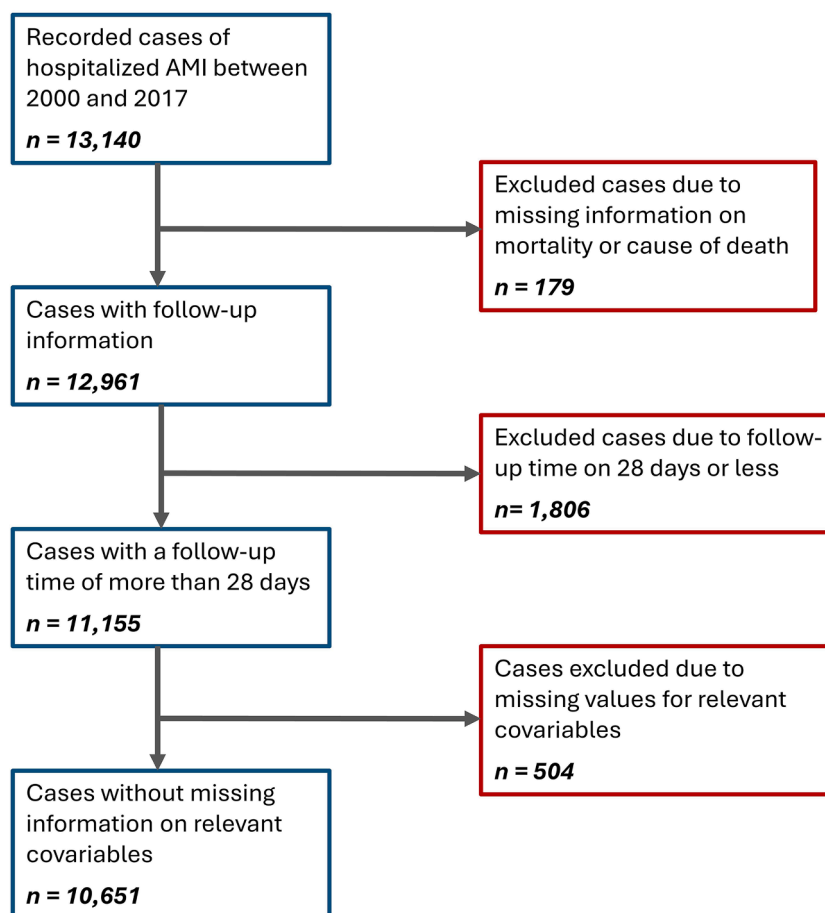 Recorded cases of
hospitalized AMI between
2000 and 2017
n = 13,140
Excluded cases due to
missing information on
mortality or cause of death
n = 179
Cases with follow-up
information
n = 12,961
Excluded cases due to follow-
up time on 28 days or less
n= 1,806
Cases with a follow-up
time of more than 28 days
n = 11,155
Cases excluded due to
missing values for relevant
covariables
n = 504
Cases without missing
information on relevant
covariables
n = 10,651